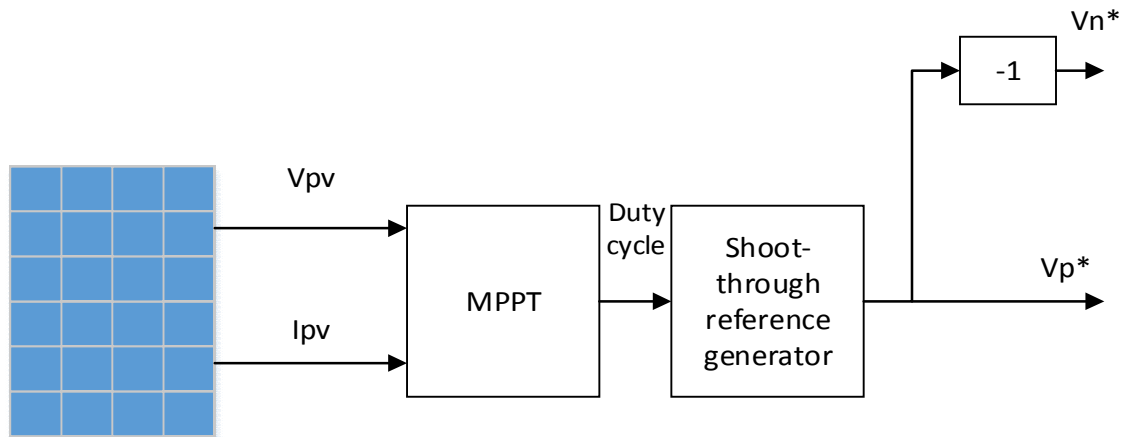 Vn*
-1
Vpv
Duty
cycle
Shoot-
through
reference
generator
Vp*
MPPT
Ipv